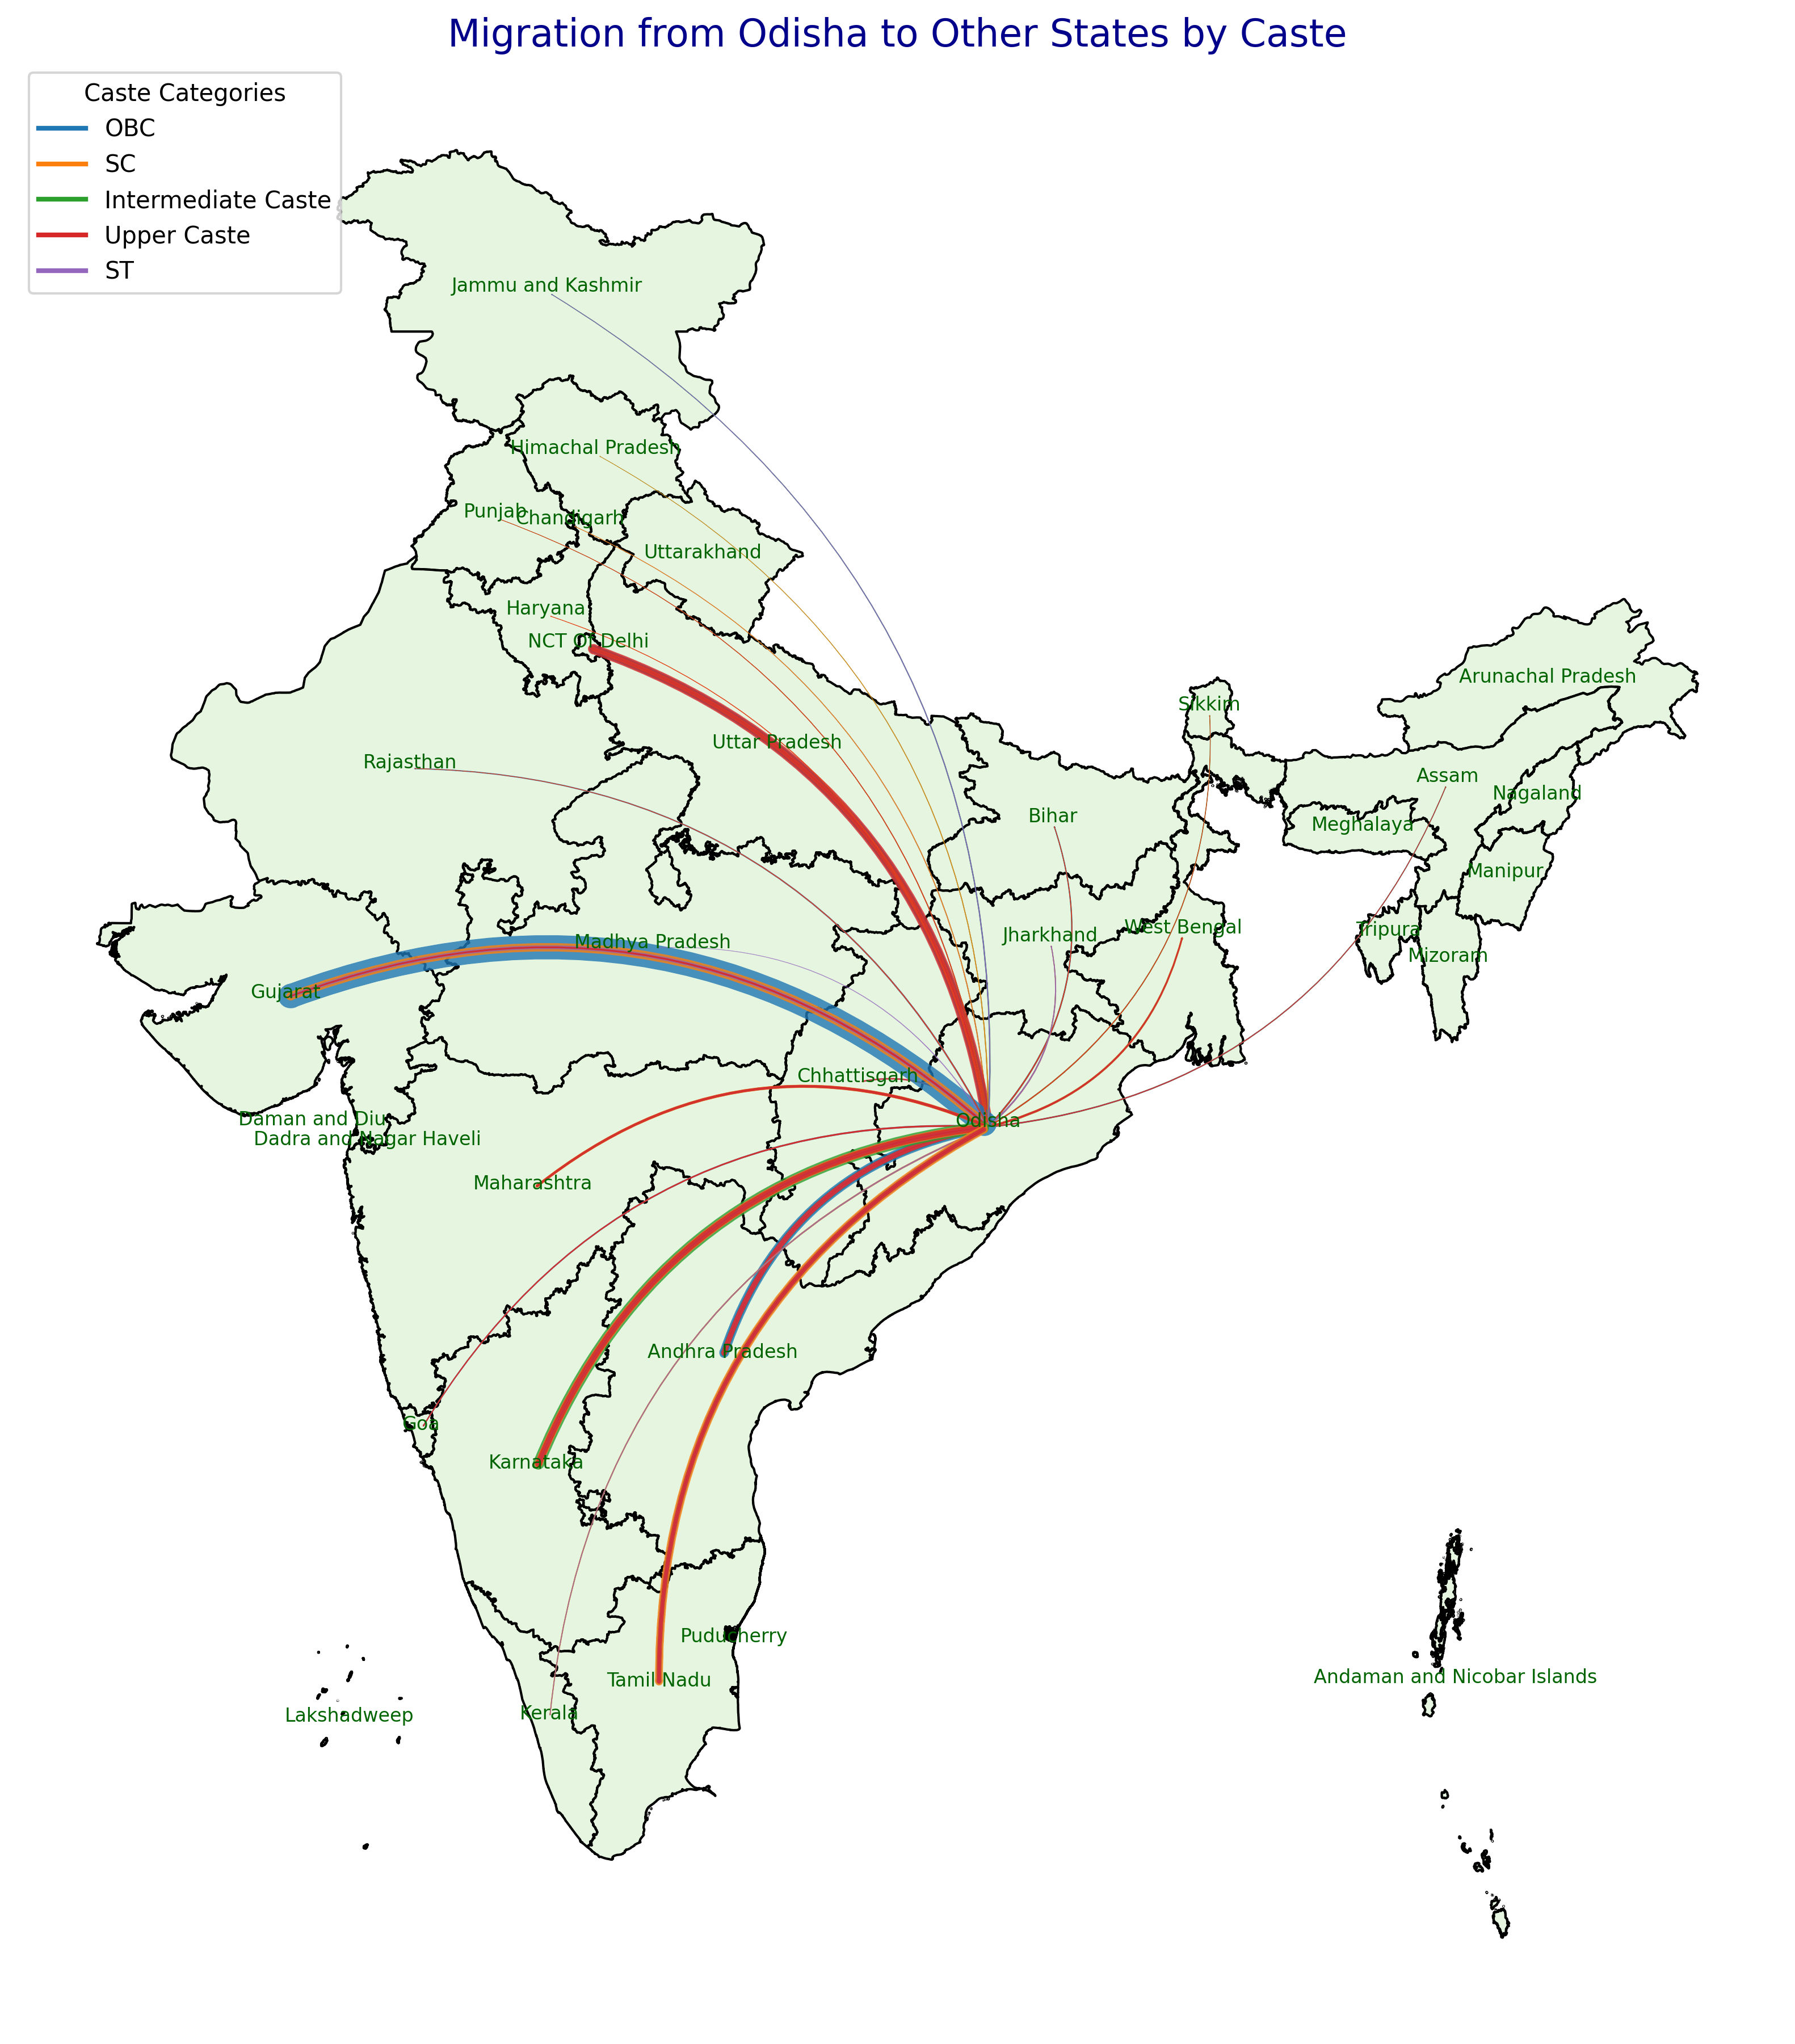 Migration from Odisha to Other States by Caste
Caste Categories
OBC
SC
Intermediate Caste
Upper Caste
ST
Jammu and Kashmir
Himachal Pradesh
Punjab
Chandigarh
Uttarakhand
Haryana
NCT Of Delhi
Arunachal Pradesh
Sikkim
Uttar Pradesh
Rajasthan
Assam
Nagaland
Bihar
Meghalaya
Manipur
West Bengal
Tripura
Jharkhand
Madhya Pradesh
Mizoram
Gujarat
Chhattisgarh
Daman and Diu
Odisha
Dadra and Nagar Haveli
Maharashtra
Andhra Pradesh
Goa
Karnataka
Puducherry
Andaman and Nicobar Islands
Tamil Nadu
Kerala
Lakshadweep